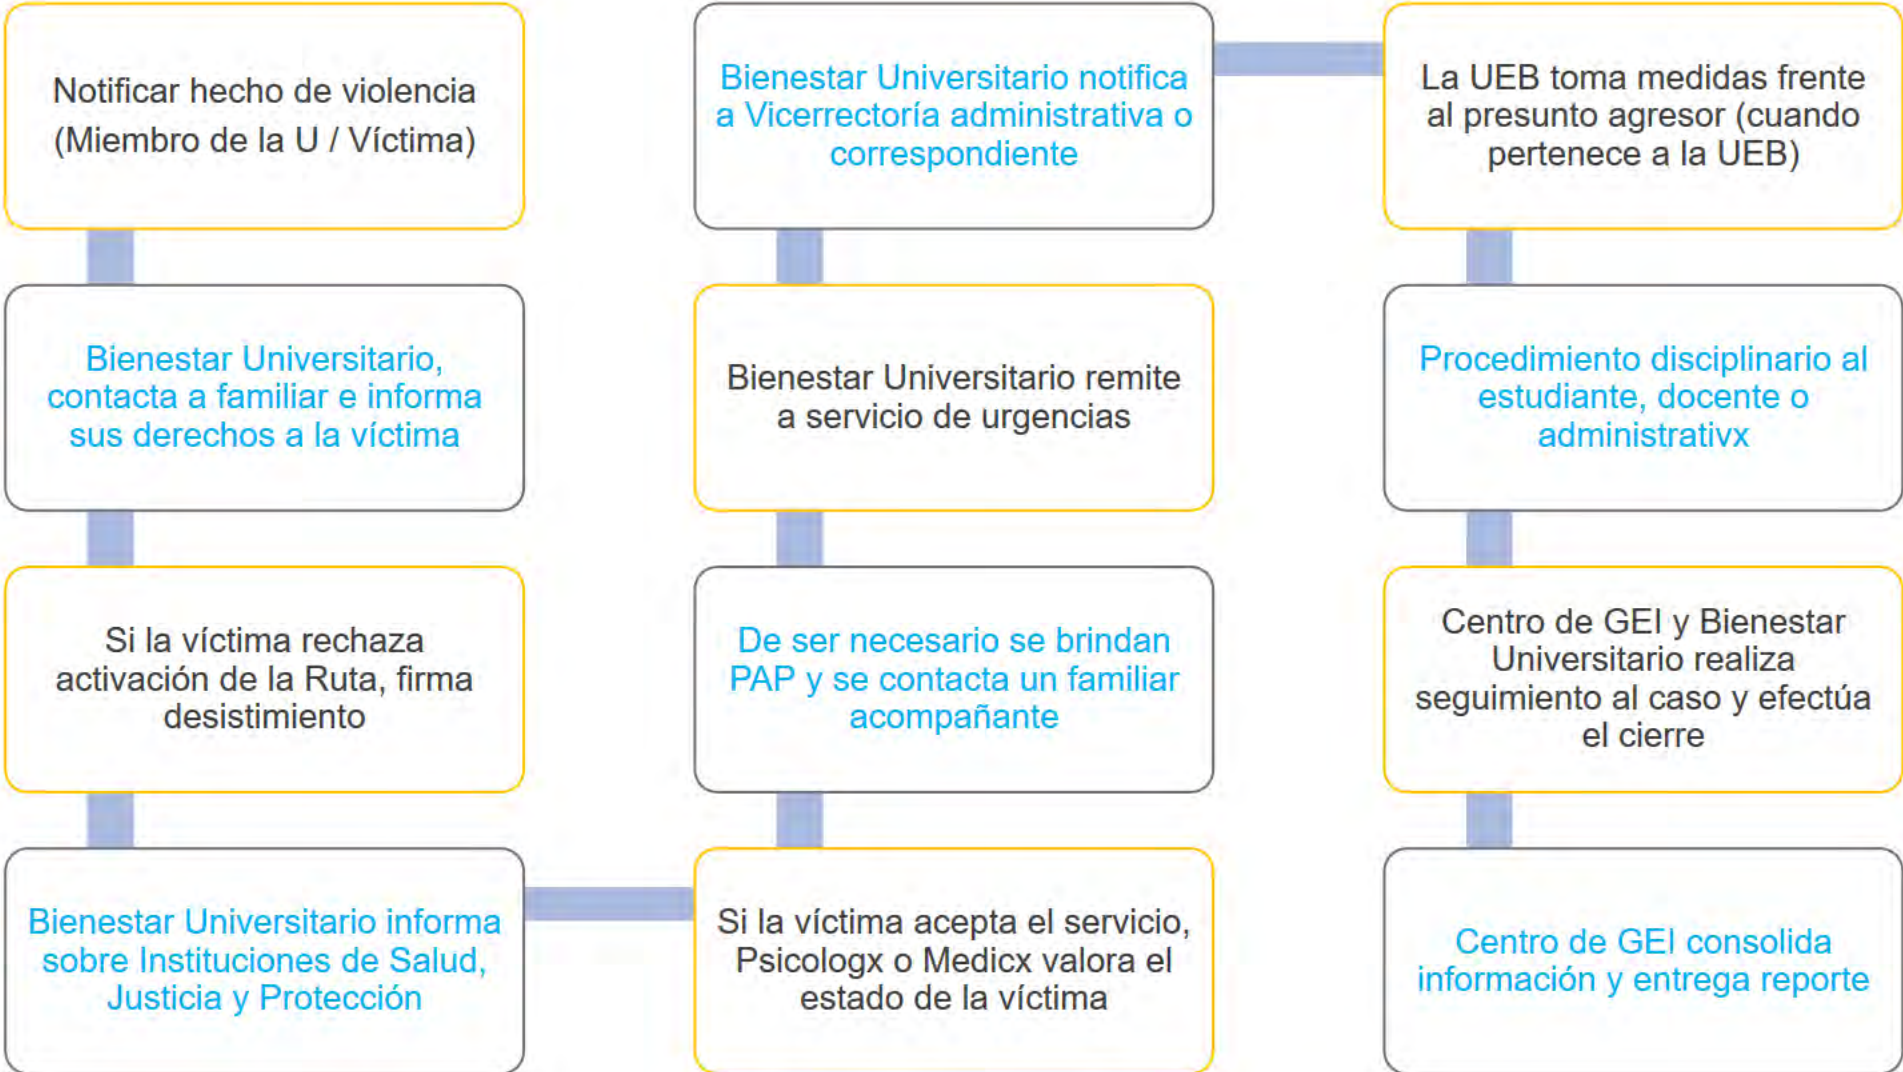 Notificar hecho de violencia
(Miembro de la U / Víctima)
Bienestar Universitario,
contacta a familiar e informa
sus derechos a la víctima
Si la víctima rechaza
activación de la Ruta, firma
desistimiento
Bienestar Universitario informa
sobre Instituciones de Salud,
Justicia y Protección
Si la víctima acepta el servicio,
Psicologx o Medicx valora el
estado de la víctima
De ser necesario se brindan
PAP y se contacta un familiar
acompañante
Bienestar Universitario remite
a servicio de urgencias
Bienestar Universitario notifica
a Vicerrectoría administrativa o
correspondiente
La UEB toma medidas frente
al presunto agresor (cuando
pertenece a la UEB)
Procedimiento disciplinario al
estudiante, docente o
administrativx
Centro de GEI y Bienestar
Universitario realiza
seguimiento al caso y efectúa
el cierre
Centro de GEI consolida
información y entrega reporte